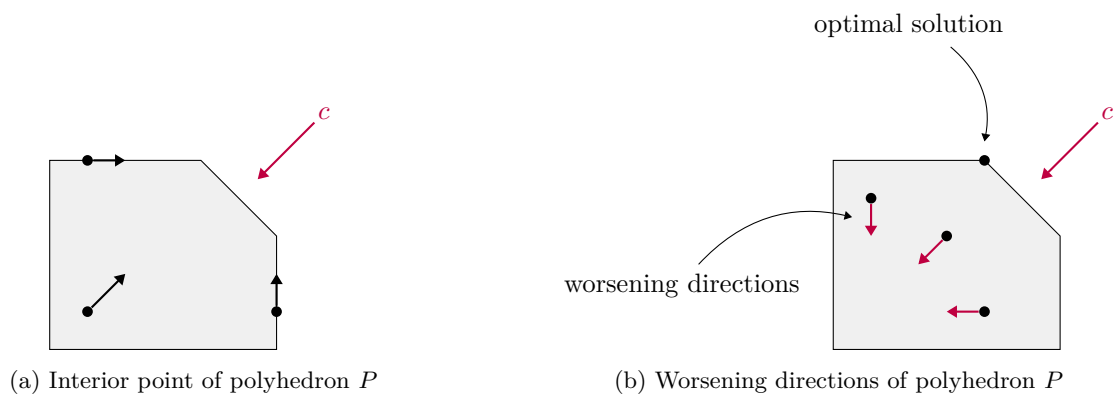 optimal solution
c
c
worsening directions
(a) Interior point of polyhedron P
(b) Worsening directions of polyhedron P